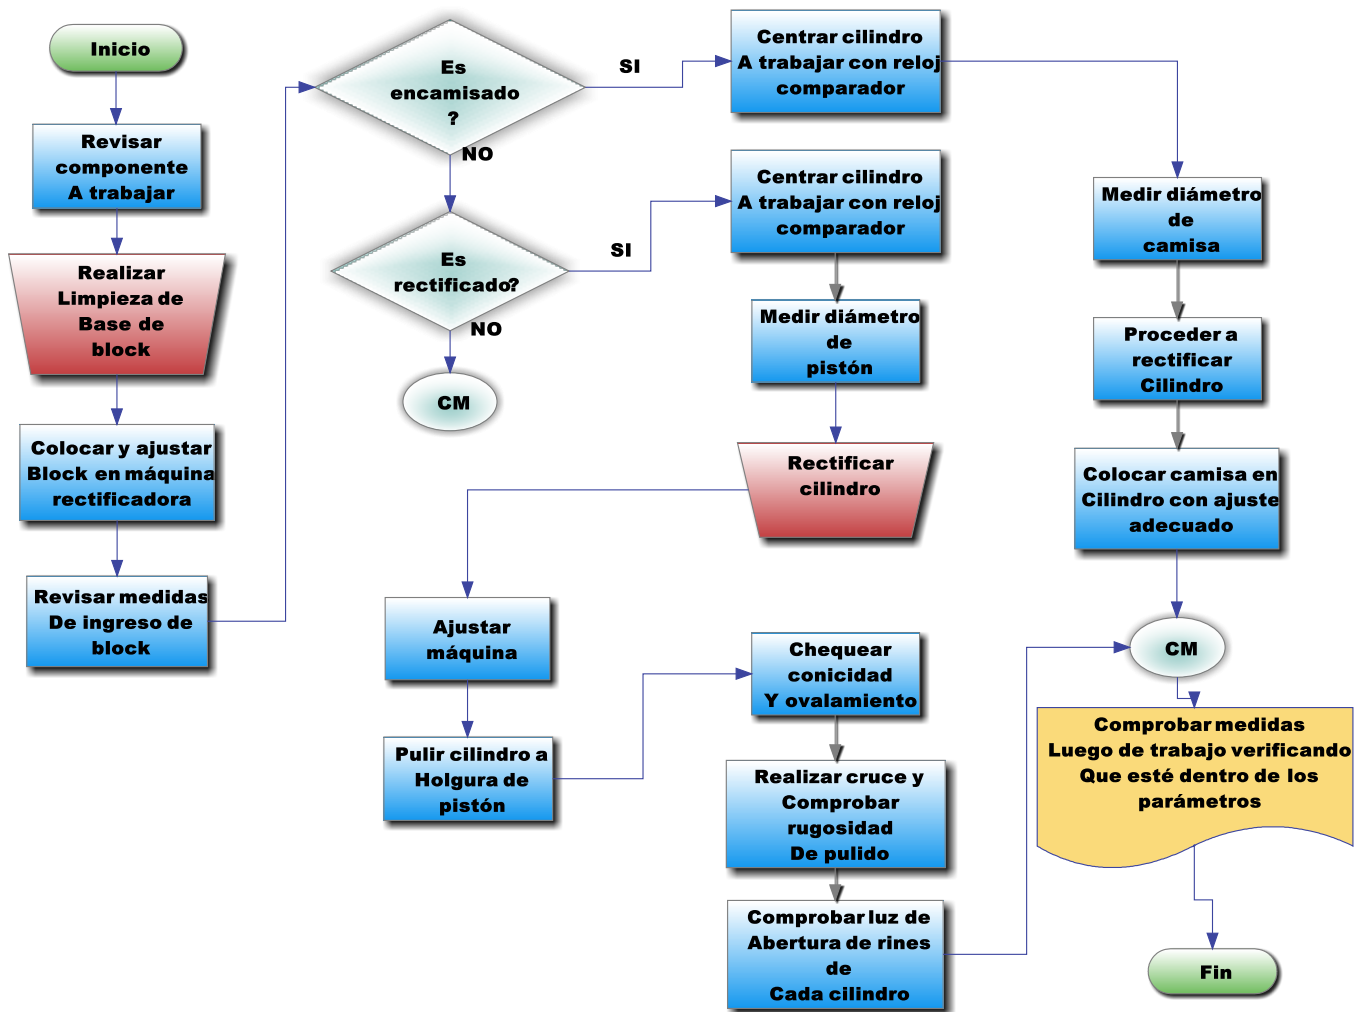 Inicio
Revisar
componente
A trabajar
Realizar
Limpieza de
Base de
block
Colocar y ajustar
Block en máquina
rectificadora
Revisar medidas
De ingreso de
block
Es
encamisado
?
SI
NO
Es
rectificado?
SI
NO
CM
Centrar cilindro
A trabajar con reloj
comparador
Centrar cilindro
A trabajar con reloj
comparador
Medir diámetro
de
pistón
Rectificar
cilindro
Ajustar
máquina
Pulir cilindro a
Holgura de
pistón
Chequear
conicidad
Y ovalamiento
Realizar cruce y
Comprobar
rugosidad
De pulido
Comprobar luz de
Abertura de rines
de
Cada cilindro
Medir diámetro
de
camisa
Proceder a
rectificar
Cilindro
Colocar camisa en
Cilindro con ajuste
adecuado
CM
Comprobar medidas
Luego de trabajo verificando
Que esté dentro de los
parámetros
Fin